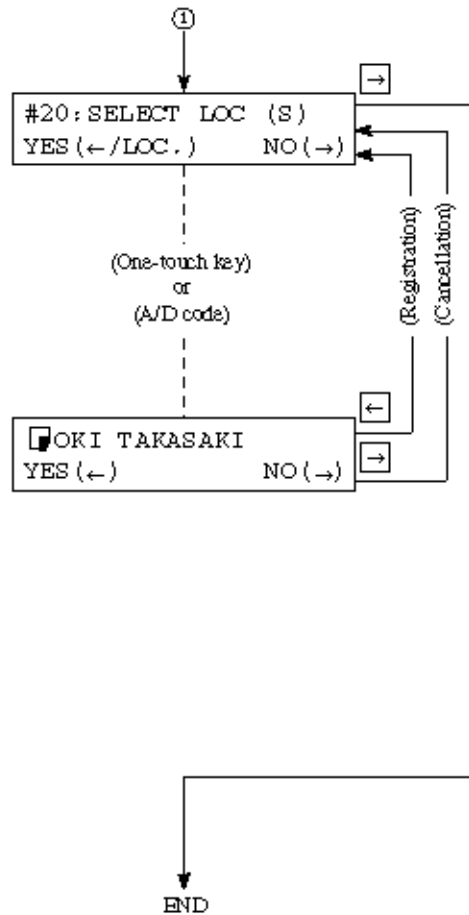 ①
→
#20:SELECT LOC (S)
YES(←/LOC.) NO(→)
(One-touch key)
or
(A/D code)
(Registration)
(Cancellation)
←
OKI TAKASAKI
YES(←) NO(→)
→
END